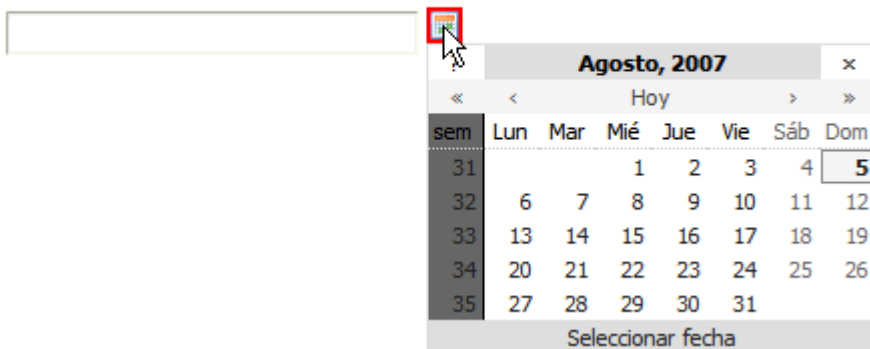 ? Agosto, 2007 ×
« ‹ Hoy › »
sem Lun Mar Mié Jue Vie Sáb Dom
31 1 2 3 4 5
32 6 7 8 9 10 11 12
33 13 14 15 16 17 18 19
34 20 21 22 23 24 25 26
35 27 28 29 30 31
Seleccionar fecha